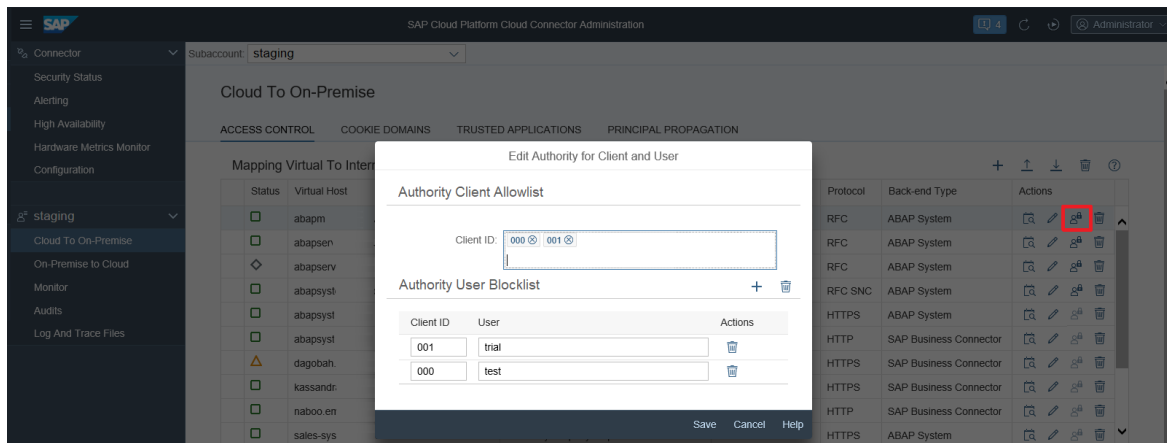 SAP
SAP Cloud Platform Cloud Connector Administration
4
Administrator
Connector
Subaccount: staging
Security Status
Alerting
High Availability
Hardware Metrics Monitor
Configuration
staging
Cloud To On-Premise
On-Premise to Cloud
Monitor
Audits
Log And Trace Files
Cloud To On-Premise
ACCESS CONTROL COOKIE DOMAINS TRUSTED APPLICATIONS PRINCIPAL PROPAGATION
Mapping Virtual To Intern
Status Virtual Host Protocol Back-end Type Actions
abapm RFC ABAP System
abapserv RFC ABAP System
abapserv RFC ABAP System
abapsyst RFC SNC ABAP System
abapsyst HTTPS ABAP System
abapsyst HTTP SAP Business Connector
dagobah. HTTPS SAP Business Connector
kassandr HTTPS SAP Business Connector
naboo.en HTTP SAP Business Connector
sales-sys HTTPS ABAP System
Edit Authority for Client and User
Authority Client Allowlist
Client ID: 000 001
Authority User Blocklist
Client ID User Actions
001 trial
000 test
Save Cancel Help